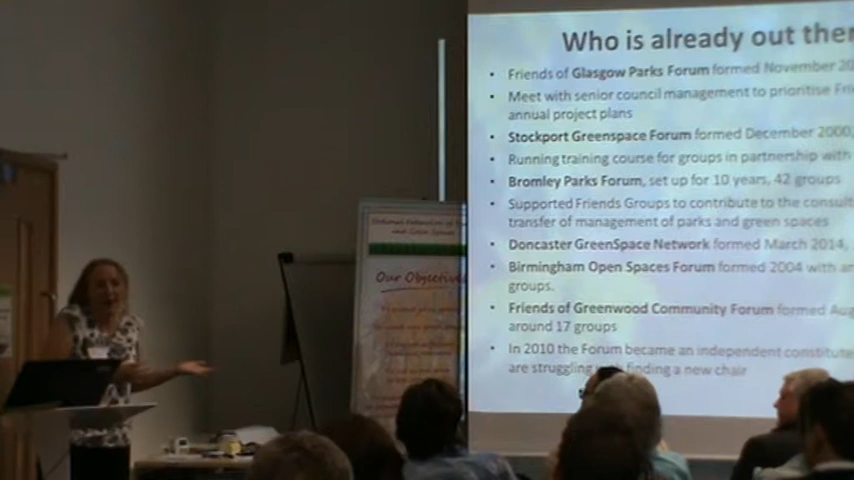 Who is already out ther
• Friends of Glasgow Parks Forum formed November 20
• Meet with senior council management to prioritise Fri
annual project plans
• Stockport Greenspace Forum formed December 2000,
• Running training course for groups in partnership with
• Bromley Parks Forum, set up for 10 years, 42 groups
• Supported Friends Groups to contribute to the consult
transfer of management of parks and green spaces
• Doncaster GreenSpace Network formed March 2014,
• Birmingham Open Spaces Forum formed 2004 with an
groups.
• Friends of Greenwood Community Forum formed Aug
around 17 groups
• In 2010 the Forum became an independent constitute
are struggling finding a new chair
and Green Spaces
Our Objective